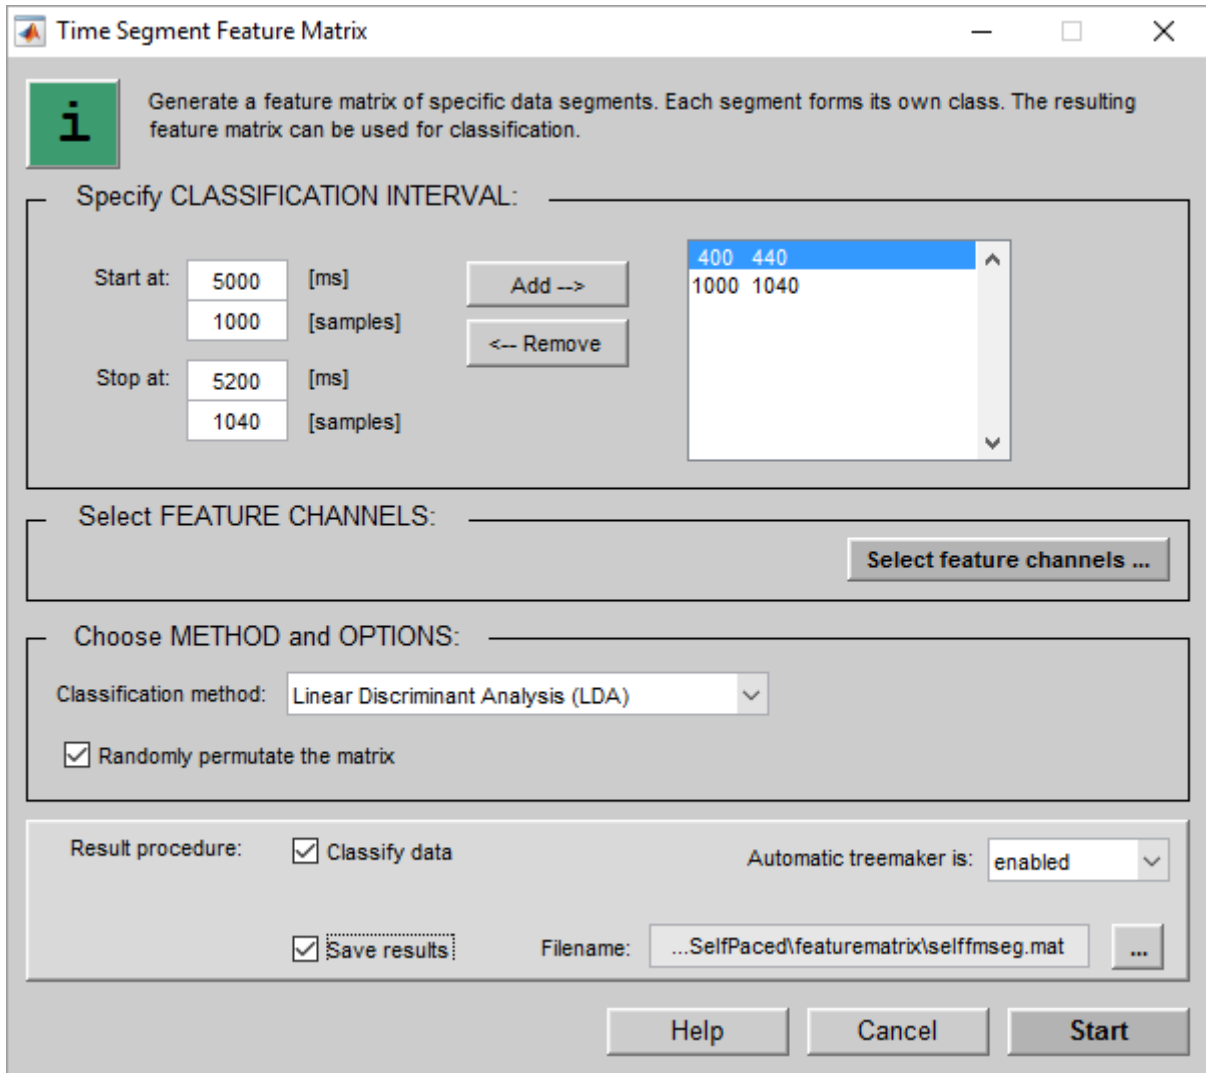 Time Segment Feature Matrix
i
Generate a feature matrix of specific data segments. Each segment forms its own class. The resulting
feature matrix can be used for classification.
Specify CLASSIFICATION INTERVAL:
Start at: 5000 [ms]
1000 [samples]
Stop at: 5200 [ms]
1040 [samples]
Add -->
<-- Remove
400 440
1000 1040
Select FEATURE CHANNELS:
Select feature channels ...
Choose METHOD and OPTIONS:
Classification method: Linear Discriminant Analysis (LDA)
Randomly permutate the matrix
Result procedure: Classify data Automatic treemaker is: enabled
Save results Filename: ...SelfPaced\featurematrix\selffmseg.mat ...
Help Cancel Start